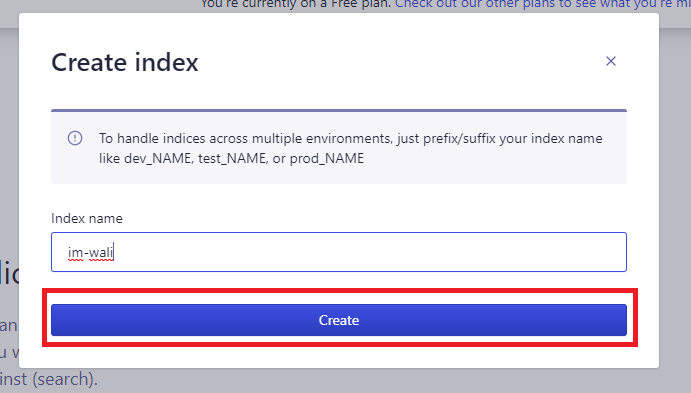 You're currently on a Free plan. Check out our other plans to see what you're mi
Create index
To handle indices across multiple environments, just prefix/suffix your index name
like dev_NAME, test_NAME, or prod_NAME
Index name
im-wali
Create
inst (search).